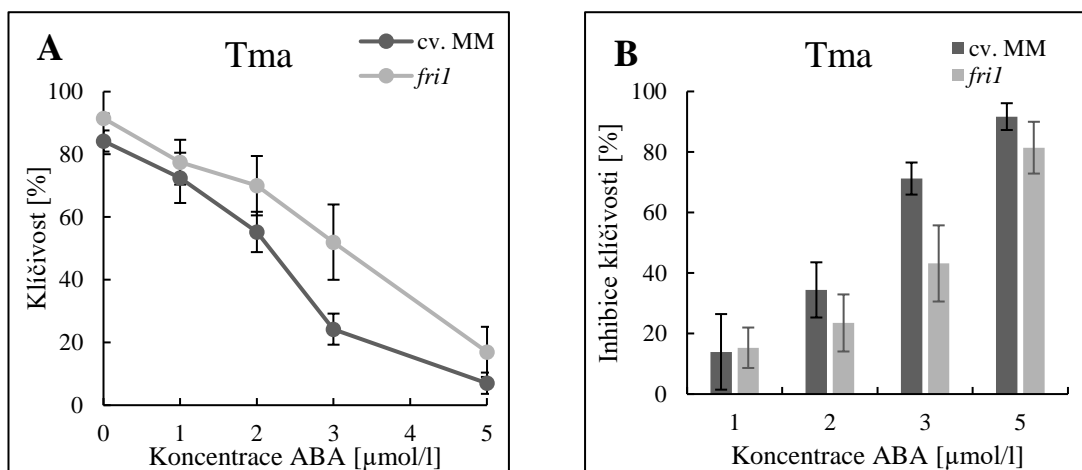 A
Tma
cv. MM
fri1
100
80
60
40
20
0
Klíčivost [%]
0 1 2 3 4 5
Koncentrace ABA [µmol/l]
B
Tma
cv. MM
fri1
100
80
60
40
20
0
Inhibice klíčivosti [%]
1 2 3 5
Koncentrace ABA [µmol/l]